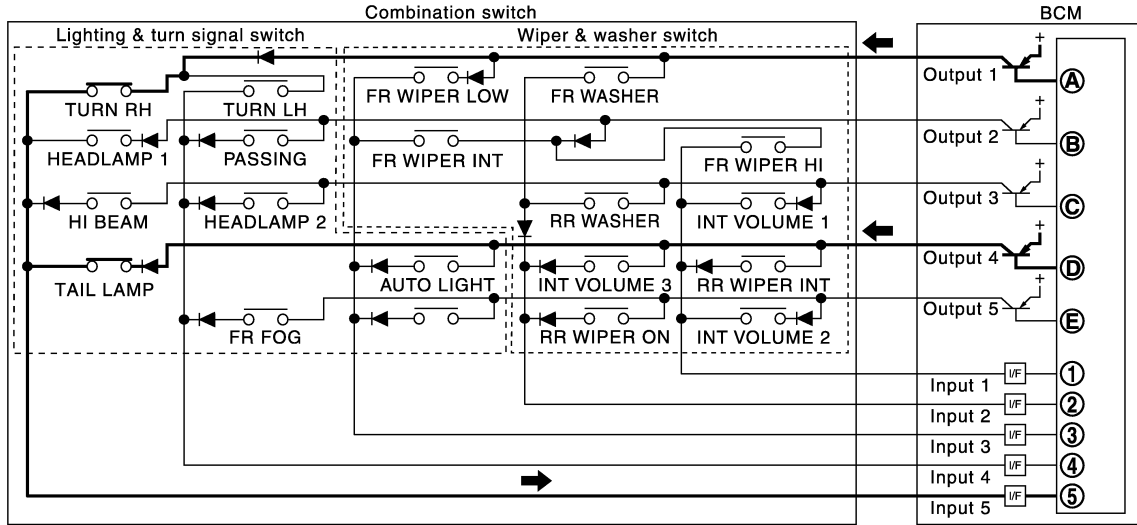 Combination switch
BCM
Lighting & turn signal switch
Wiper & washer switch
+
Output 1
A
TURN RH
TURN LH
FR WIPER LOW
FR WASHER
+
Output 2
B
HEADLAMP 1
PASSING
FR WIPER INT
FR WIPER HI
+
Output 3
C
HI BEAM
HEADLAMP 2
RR WASHER
INT VOLUME 1
+
Output 4
D
TAIL LAMP
AUTO LIGHT
INT VOLUME 3
RR WIPER INT
+
Output 5
E
FR FOG
RR WIPER ON
INT VOLUME 2
Input 1
I/F
1
Input 2
I/F
2
Input 3
I/F
3
Input 4
I/F
4
Input 5
I/F
5